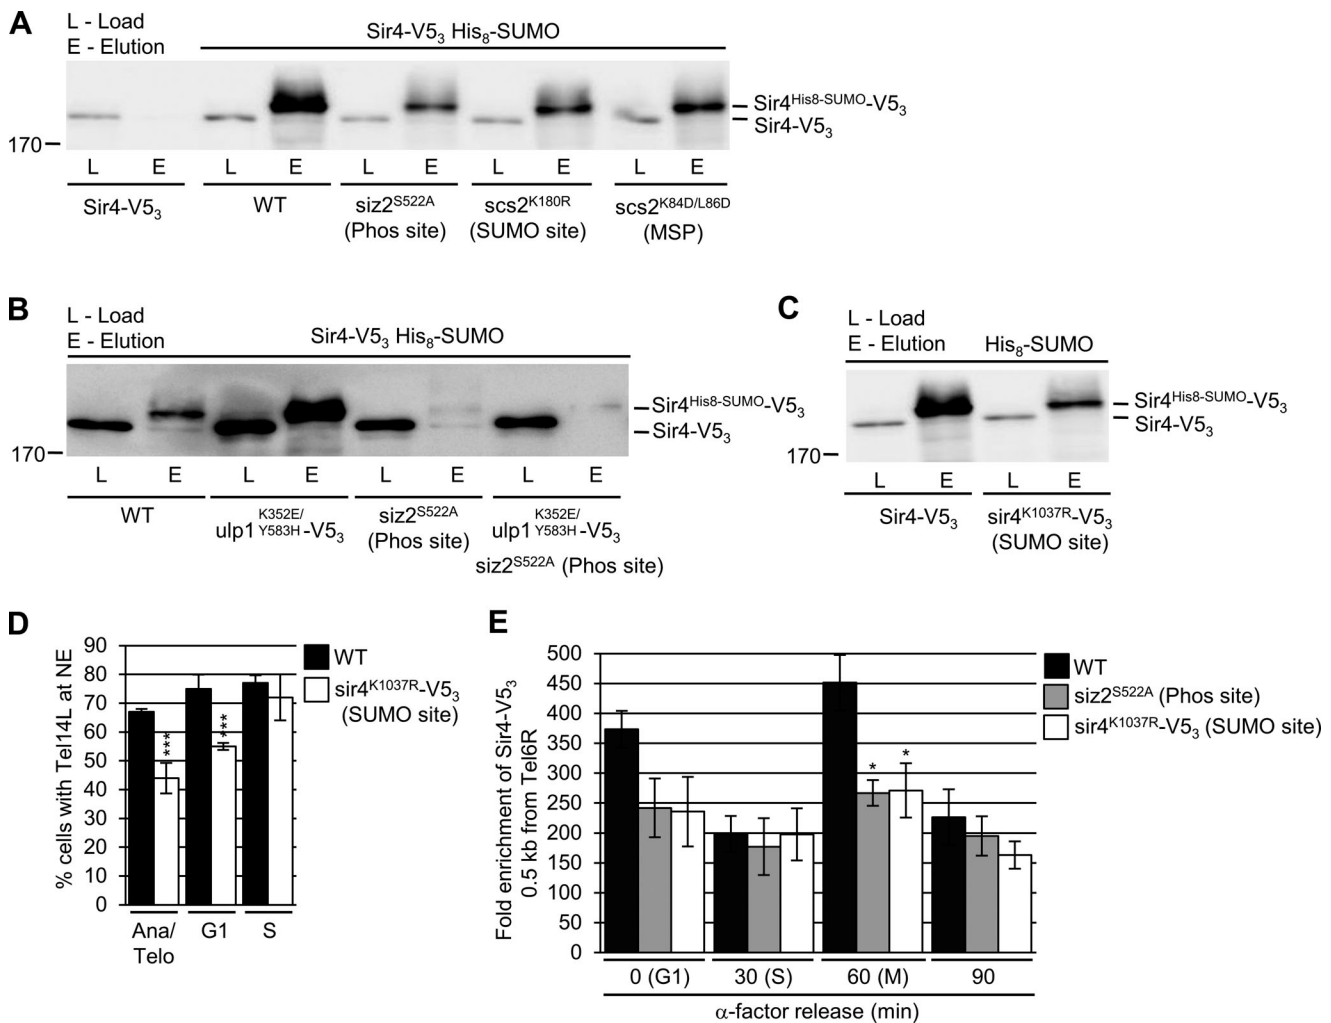 A
L - Load
E - Elution
Sir4-V5₃ His₈-SUMO
Sir4^His8-SUMO-V5₃
Sir4-V5₃
170
L E L E L E L E L E
Sir4-V5₃ WT siz2^S522A scs2^K180R scs2^K84D/L86D
(Phos site) (SUMO site) (MSP)
B
L - Load
E - Elution
Sir4-V5₃ His₈-SUMO
Sir4^His8-SUMO-V5₃
Sir4-V5₃
170
L E L E L E L E
WT ulp1^K352E/Y583H-V5₃ siz2^S522A ulp1^K352E/Y583H-V5₃
(Phos site) siz2^S522A (Phos site)
C
L - Load
E - Elution His₈-SUMO
Sir4^His8-SUMO-V5₃
Sir4-V5₃
170
L E L E
Sir4-V5₃ sir4^K1037R-V5₃
(SUMO site)
D
% cells with Tel14L at NE
90
80
70
60
50
40
30
20
10
0
*** ***
Ana/ G1 S
Telo
WT
sir4^K1037R-V5₃
(SUMO site)
E
Fold enrichment of Sir4-V5₃
0.5 kb from Tel6R
500
450
400
350
300
250
200
150
100
50
0
* *
0 (G1) 30 (S) 60 (M) 90
α-factor release (min)
WT
siz2^S522A (Phos site)
sir4^K1037R-V5₃ (SUMO site)